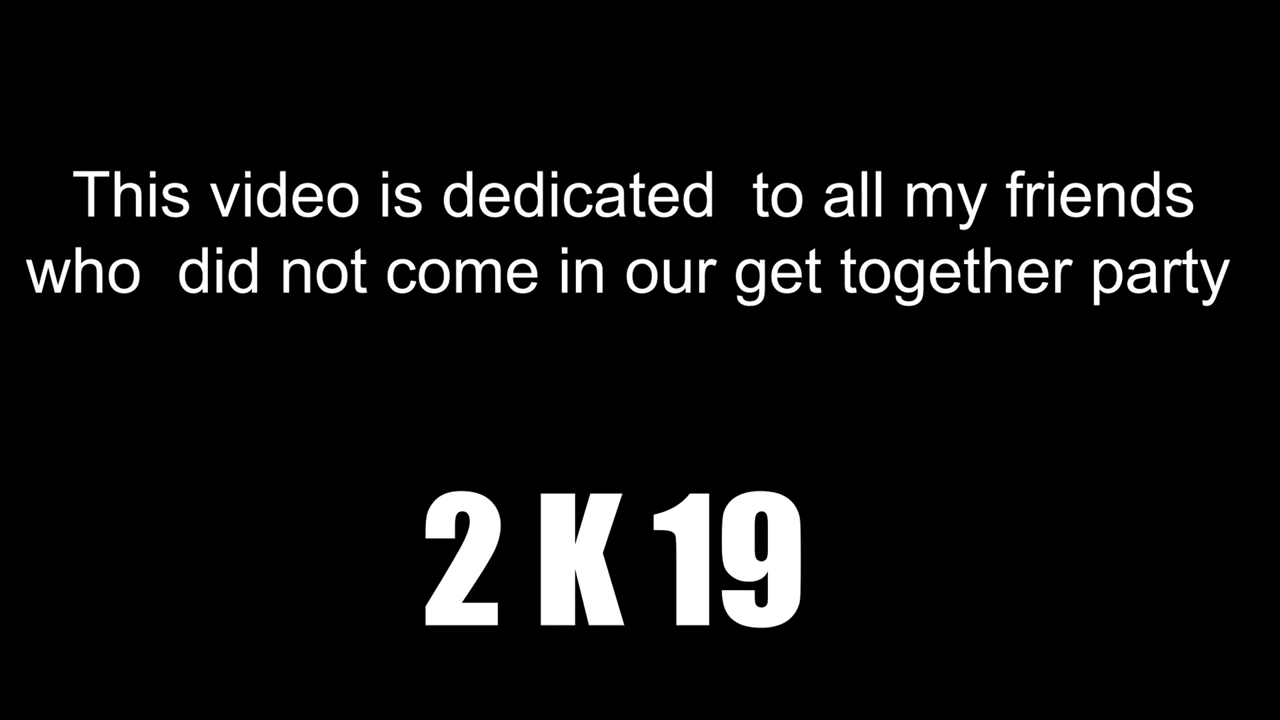 This video is dedicated  to all my friends
who  did not come in our get together party
2 K 19